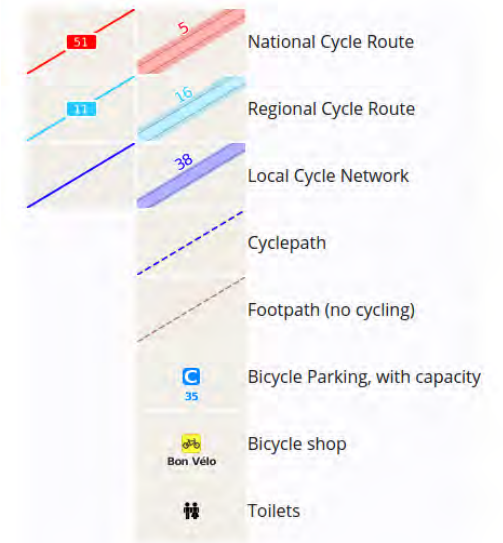 51 5 National Cycle Route
11 16 Regional Cycle Route
38 Local Cycle Network
Cyclepath
Footpath (no cycling)
C
35
Bicycle Parking, with capacity
Bon Vélo
Bicycle shop
Toilets